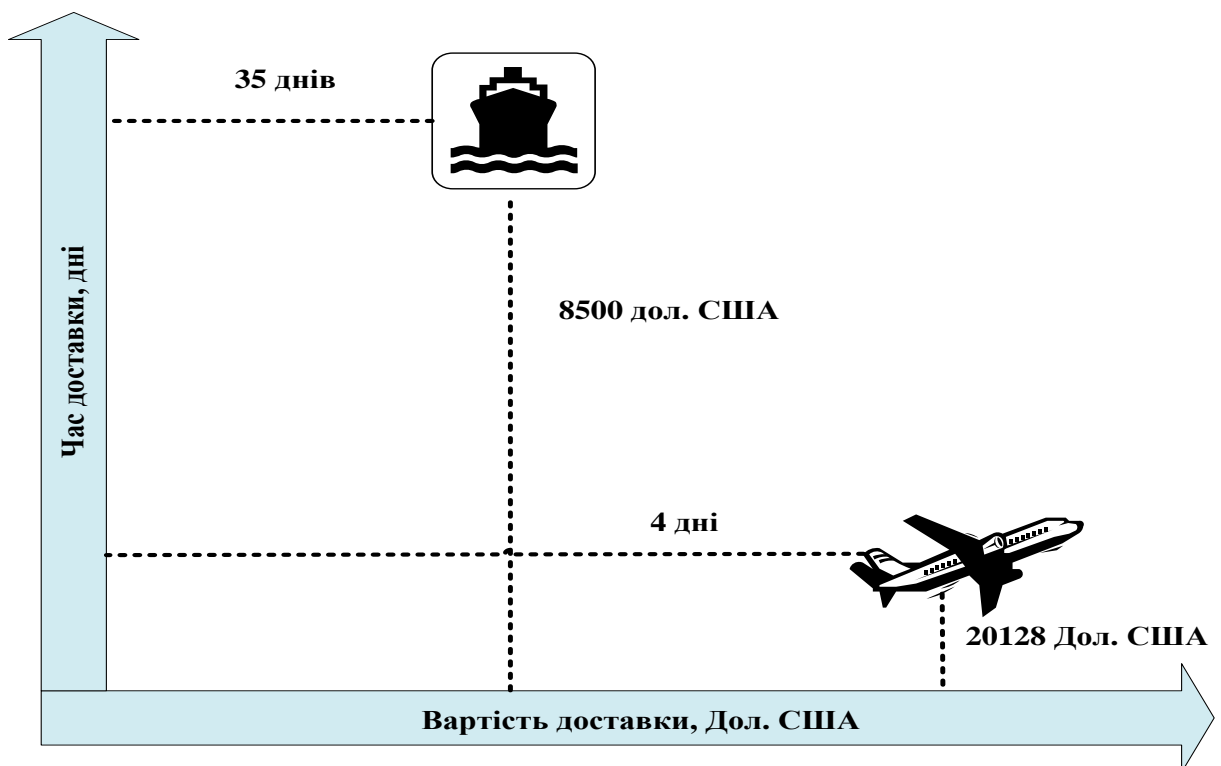 35 днів
Час доставки, дні
8500 дол. США
4 дні
20128 Дол. США
Вартість доставки, Дол. США